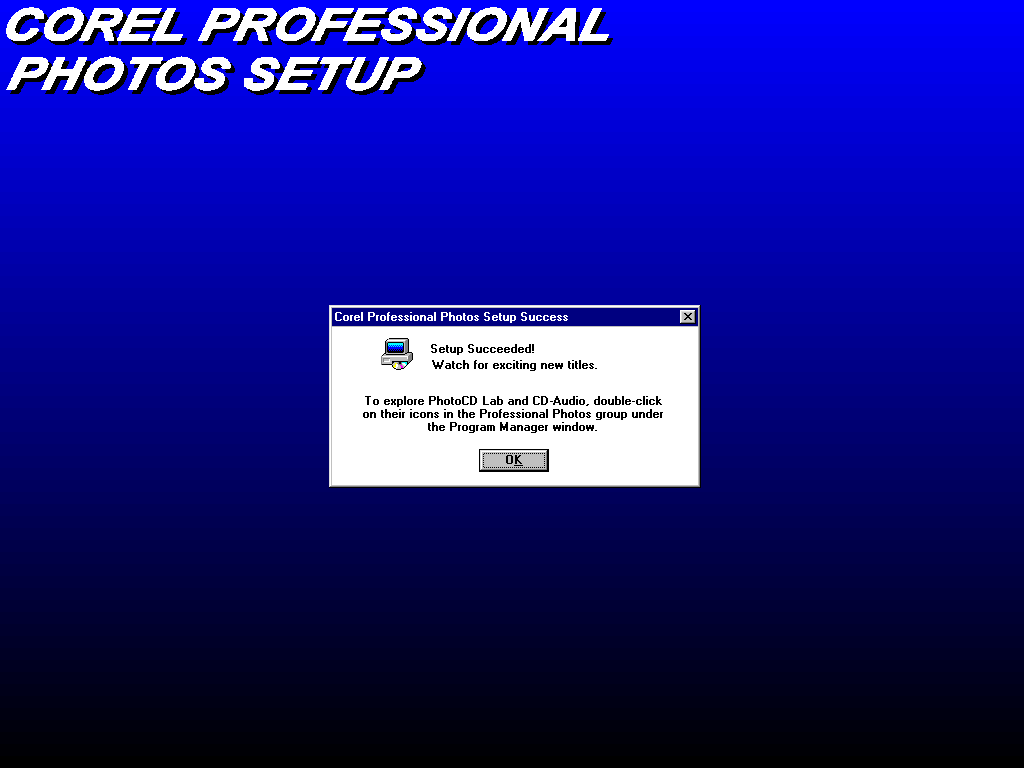 COREL PROFESSIONAL
PHOTOS SETUP
Corel Professional Photos Setup Success
Setup Succeeded!
Watch for exciting new titles.
To explore PhotoCD Lab and CD-Audio, double-click
on their icons in the Professional Photos group under
the Program Manager window.
OK